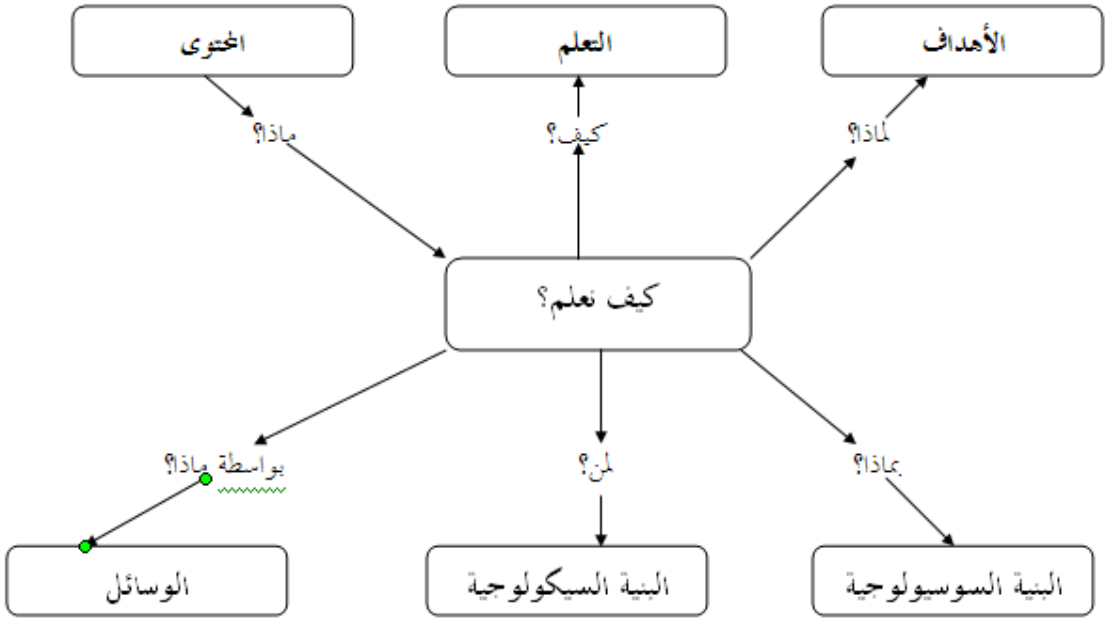 الأهداف
التعلم
المحتوى
لماذا؟
كيف؟
ماذا؟
كيف نعلم؟
بماذا؟
لمن؟
بواسطة ماذا؟
البنية السوسيولوجية
البنية السيكولوجية
الوسائل